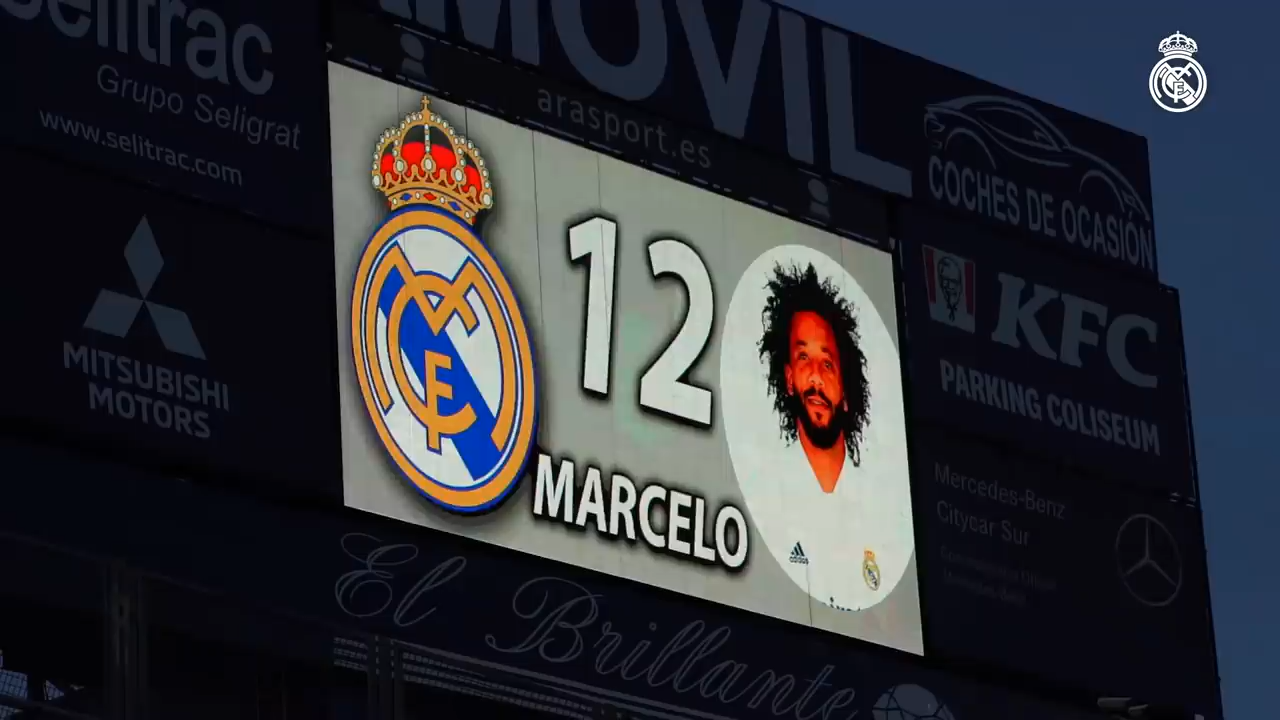 Selitrac
Grupo Seligrat
www.selitrac.com
MITSUBISHI
MOTORS
MOVIL
arasport.es
12
MARCELO
adidas
COCHES DE OCASIÓN
KFC
PARKING COLISEUM
Mercedes-Benz
Citycar Sur
El Brillante